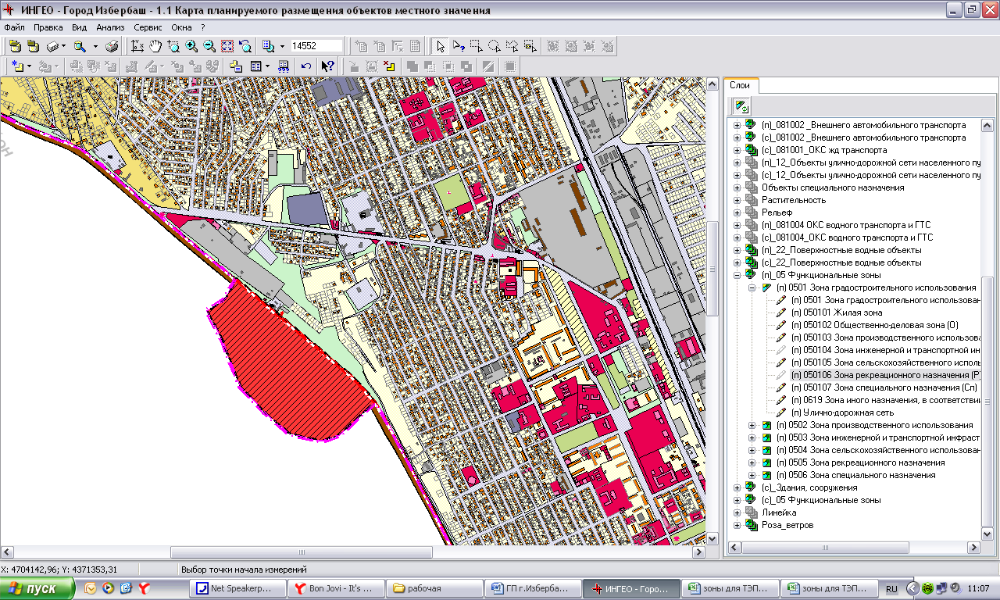 ИНГЕО - Город Избербаш - 1.1 Карта планируемого размещения объектов местного значения
Файл Правка Вид Анализ Сервис Окна ?
14552
Слои
(п)_081002 _Внешнего автомобильного транспорта
(с)_081002 _Внешнего автомобильного транспорта
(с)_081001_ОКС жд транспорта
(п)_12_Объекты улично-дорожной сети населенного пу
(с)_12_Объекты улично-дорожной сети населенного пу
Объекты специального назначения
Растительность
Рельеф
(п)_081004 ОКС водного транспорта и ГТС
(с)_081004_ОКС водного транспорта и ГТС
(п)_22_Поверхностные водные объекты
(с)_22_Поверхностные водные объекты
(п)_05 Функциональные зоны
(п) 0501 Зона градостроительного использования
(п) 0501 Зона градостроительного использован
(п) 050101 Жилая зона
(п) 050102 Общественно-деловая зона (О)
(п) 050103 Зона производственного использова
(п) 050104 Зона инженерной и транспортной ин
(п) 050105 Зона сельскохозяйственного исполь
(п) 050106 Зона рекреационного назначения (Р
(п) 050107 Зона специального назначения (Сп)
(п) 0619 Зона иного назначения, в соответстви
(п) Улично-дорожная сеть
(п) 0502 Зона производственного использования
(п) 0503 Зона инженерной и транспортной инфраст
(п) 0504 Зона сельскохозяйственного использован
(п) 0505 Зона рекреационного назначения
(п) 0506 Зона специального назначения
(с)_Здания, сооружения
(с)_05 Функциональные зоны
Линейка
Роза_ветров
X: 4704142,96; Y: 4371353,31 Выбор точки начала измерений
пуск Net Speakerp... Bon Jovi - It's ... рабочая ГП г.Изберба... ИНГЕО - Горо... зоны для ТЭП... зоны для ТЭП... RU 11:07